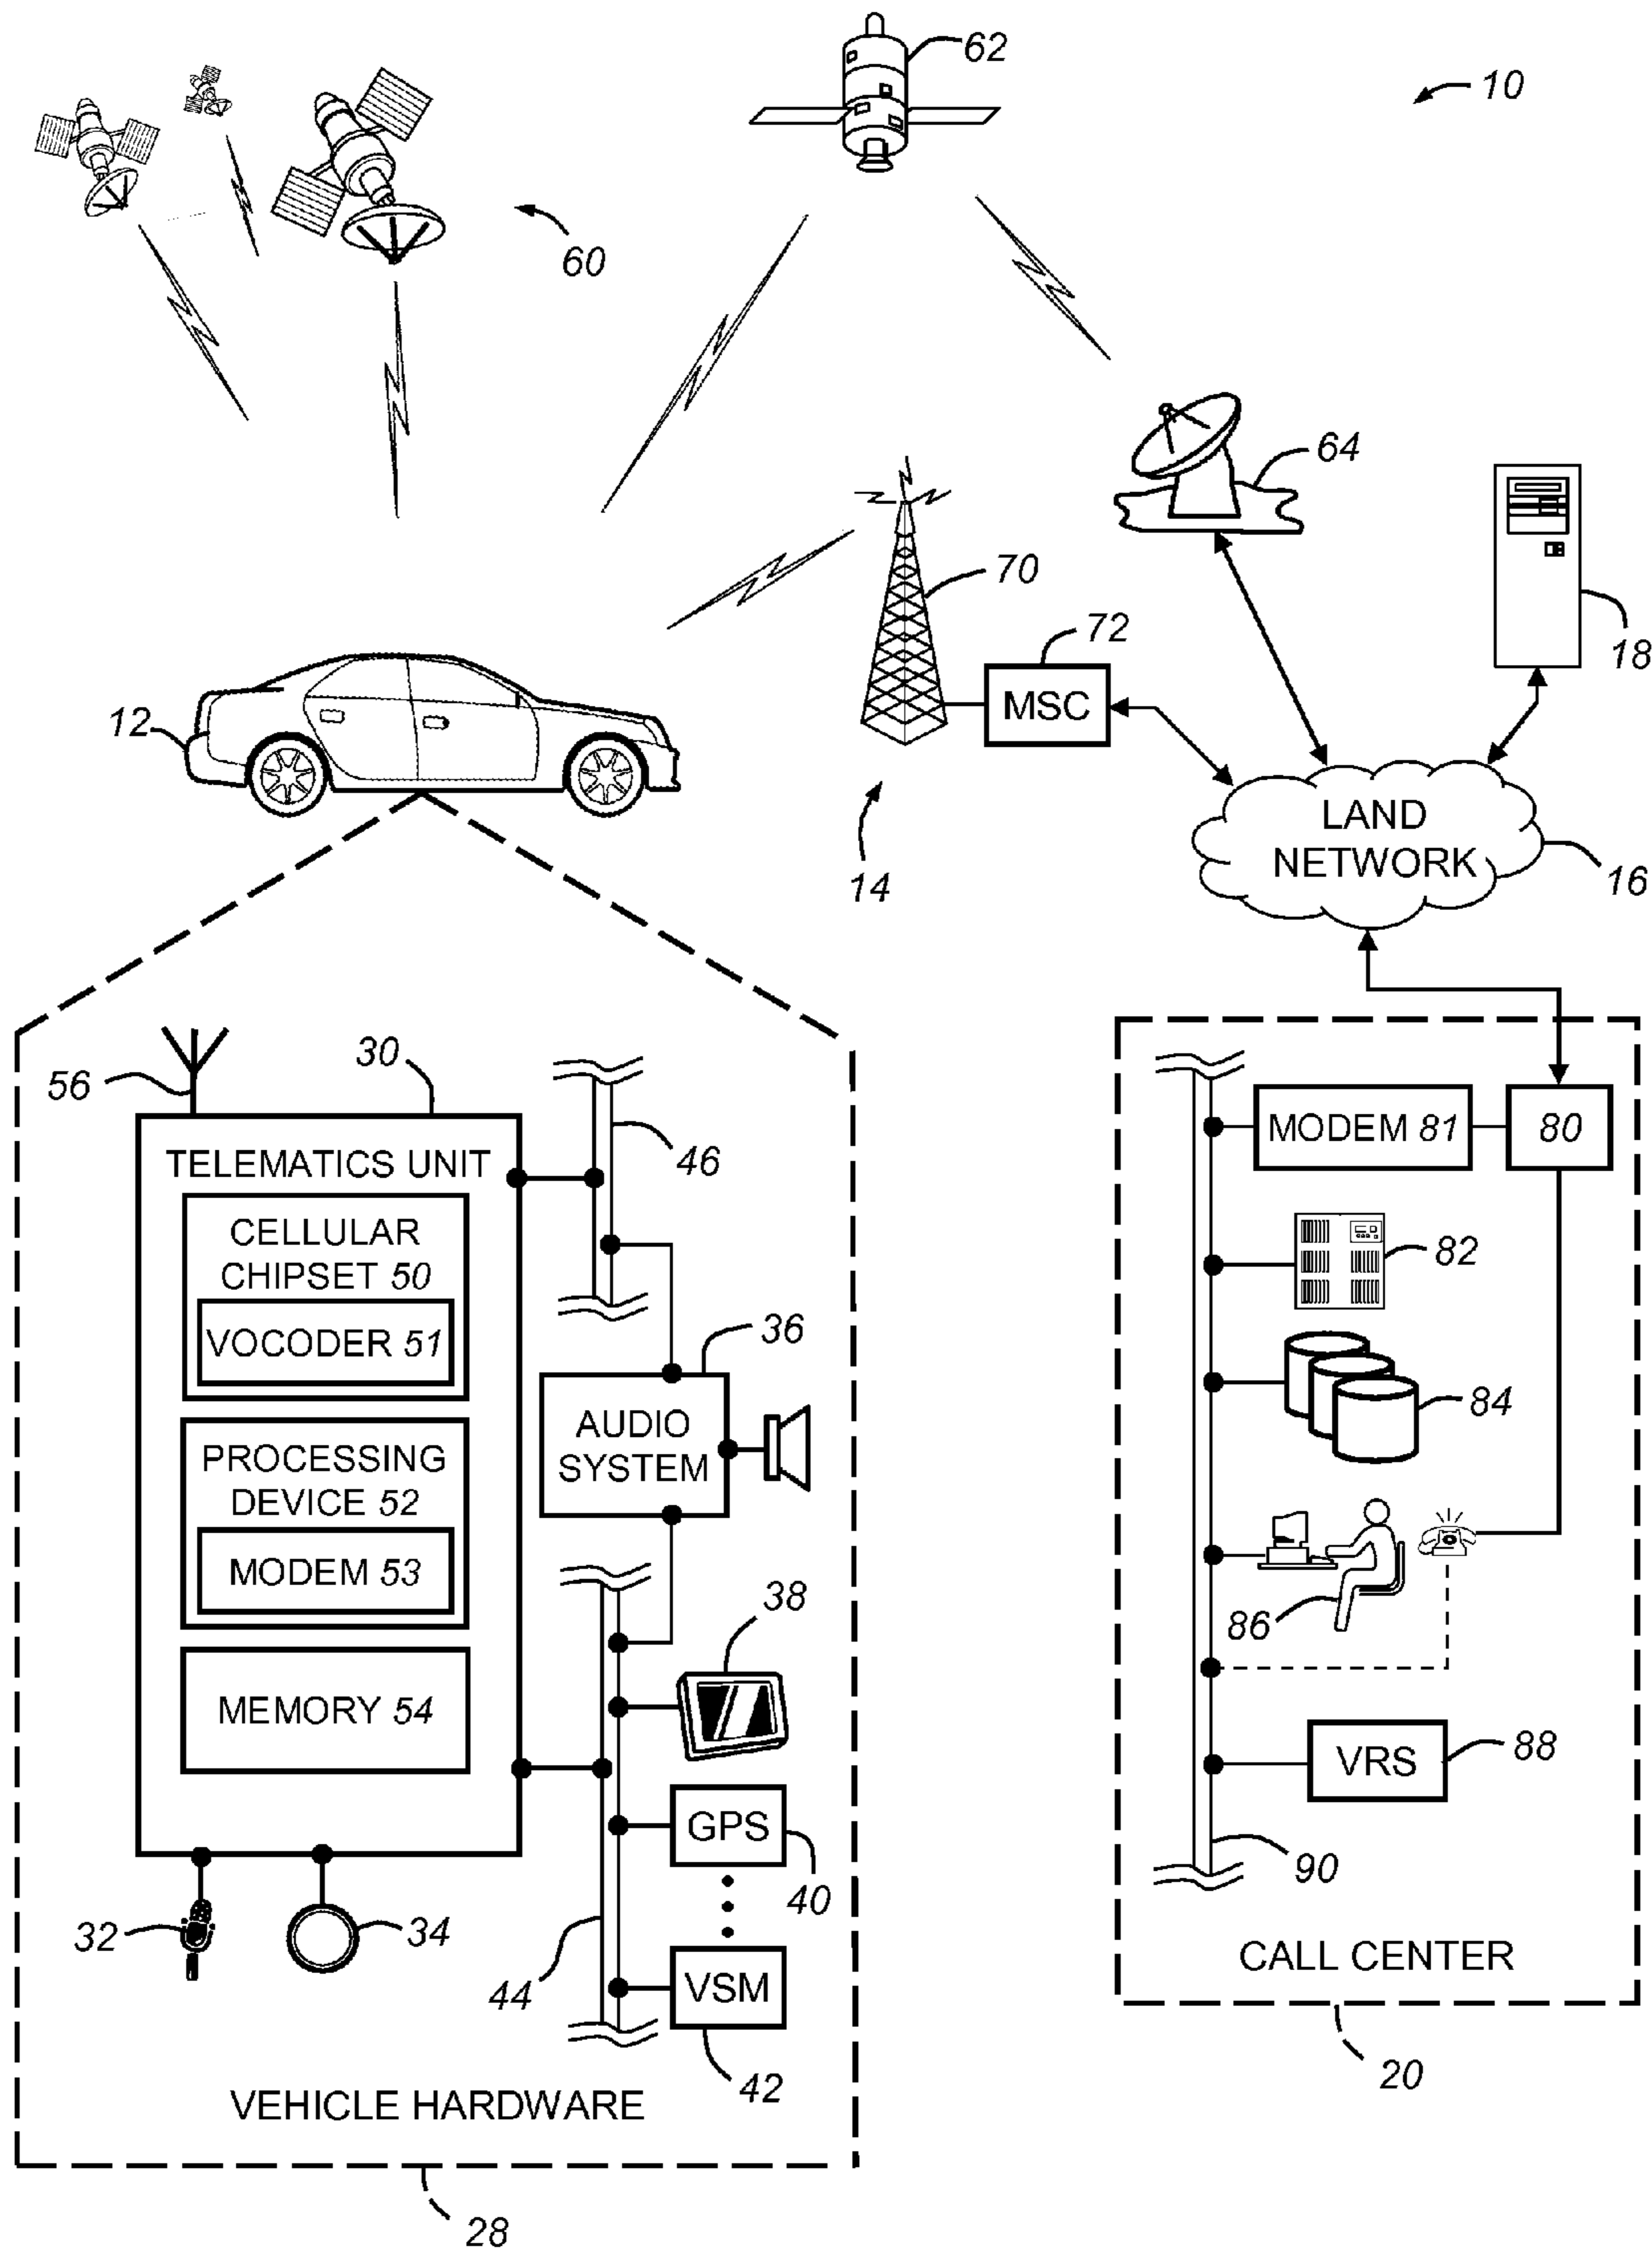 62
10
60
64
70
18
72
MSC
12
LAND
NETWORK
14
16
30
56
TELEMATICS UNIT
46
CELLULAR
CHIPSET 50
VOCODER 51
36
AUDIO
SYSTEM
PROCESSING
DEVICE 52
MODEM 53
38
MEMORY 54
GPS
40
32
34
44
VSM
42
VEHICLE HARDWARE
28
MODEM 81
80
82
84
86
VRS
88
90
CALL CENTER
20